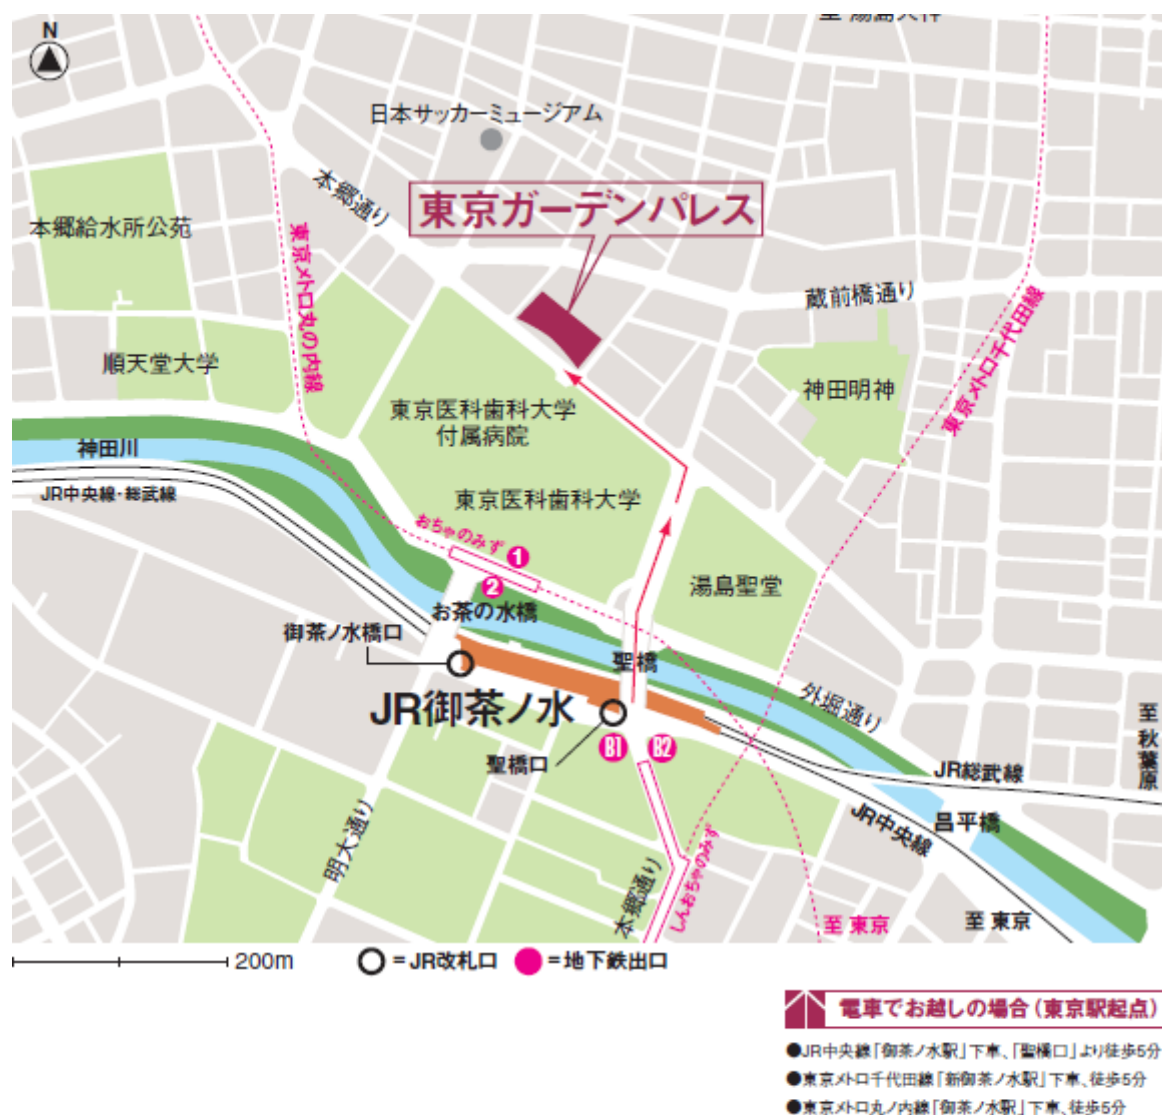 至 湯島天神
N
日本サッカーミュージアム
本郷通り
東京ガーデンパレス
本郷給水所公苑
東京メトロ丸の内線
蔵前橋通り
東京メトロ千代田線
順天堂大学
神田明神
東京医科歯科大学
付属病院
神田川
JR中央線・総武線
東京医科歯科大学
おちゃのみず
1
2
湯島聖堂
お茶の水橋
御茶ノ水橋口
聖橋
外堀通り
JR御茶ノ水
至秋葉原
B1
B2
聖橋口
JR総武線
明大通り
JR中央線
昌平橋
本郷通り
しんおちゃのみず
至 東京
至 東京
200m
=JR改札口
=地下鉄出口
電車でお越しの場合(東京駅起点)
●JR中央線「御茶ノ水駅」下車、「聖橋口」より徒歩5分
●東京メトロ千代田線「新御茶ノ水駅」下車、徒歩5分
●東京メトロ丸ノ内線「御茶ノ水駅」下車、徒歩5分